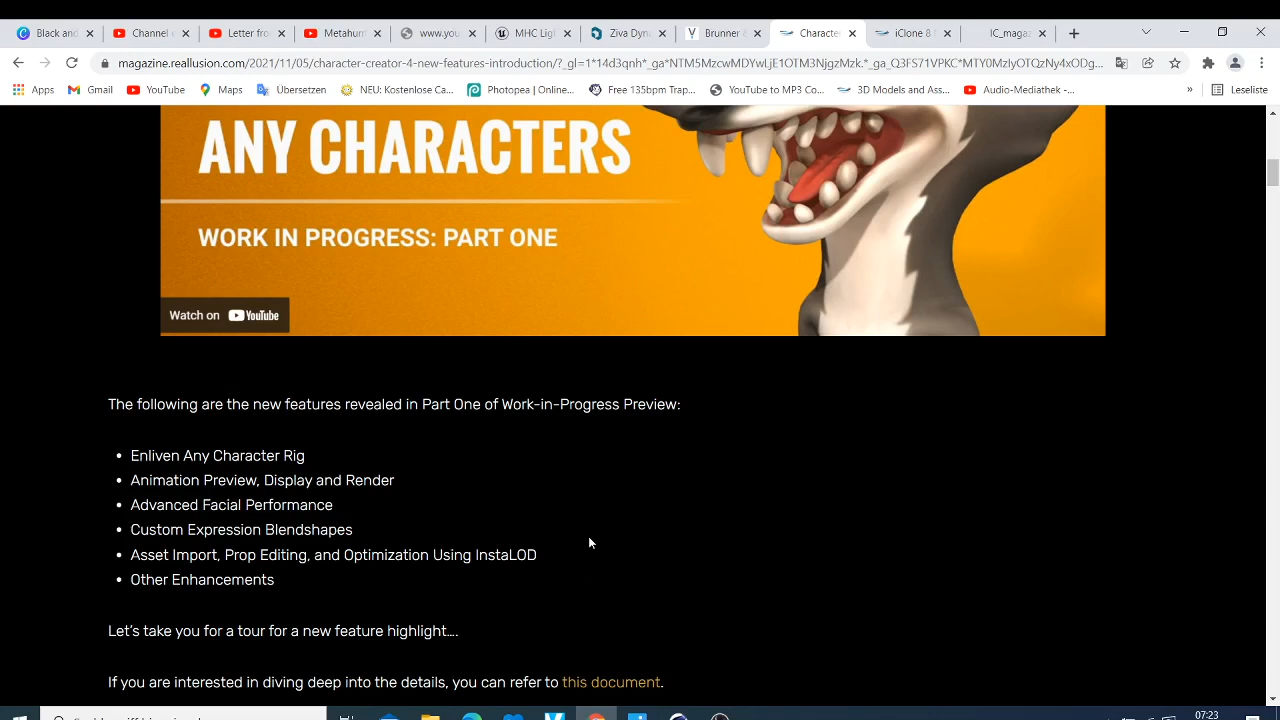 Black and
Channel c
Letter fro
Metahum
www.you
MHC Ligl
Ziva Dyn
Brunner &
Character
iClone 8 |
IC_maga
magazine.reallusion.com/2021/11/05/character-creator-4-new-features-introduction/?_gl=1*14d3qnh*_ga*NTM5MzcwMDYwLjE1OTM3NjgzMzk.*_ga_Q3FS71VPKC*MTY0MzIyOTQzNy4xODg...
Apps
Gmail
YouTube
Maps
Übersetzen
NEU: Kostenlose Ca...
Photopea | Online...
Free 135bpm Trap...
YouTube to MP3 Co...
3D Models and Ass...
Audio-Mediathek -...
»
Leseliste
ANY CHARACTERS
WORK IN PROGRESS: PART ONE
Watch on YouTube
The following are the new features revealed in Part One of Work-in-Progress Preview:
• Enliven Any Character Rig
• Animation Preview, Display and Render
• Advanced Facial Performance
• Custom Expression Blendshapes
• Asset Import, Prop Editing, and Optimization Using InstaLOD
• Other Enhancements
Let's take you for a tour for a new feature highlight....
If you are interested in diving deep into the details, you can refer to this document.
07:23